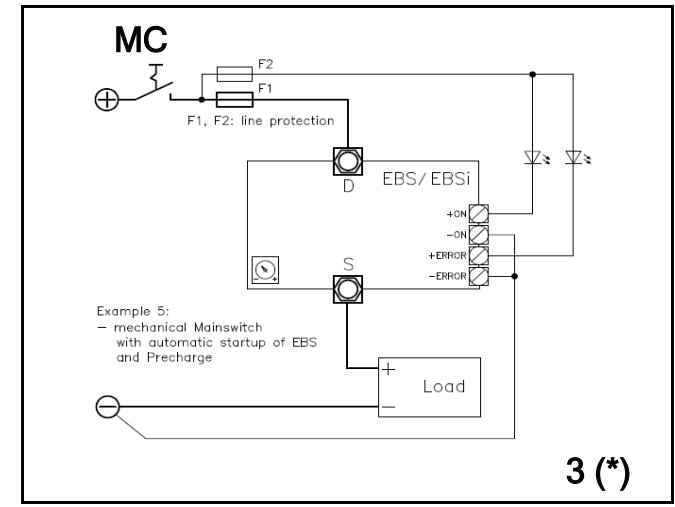 MC
F2
F1
F1, F2: line protection
EBS/EBSi
D
+ON
−ON
+ERROR
−ERROR
S
− +
Example 5:
− mechanical Mainswitch
with automatic startup of EBS
and Precharge
+
Load
−
3 (*)